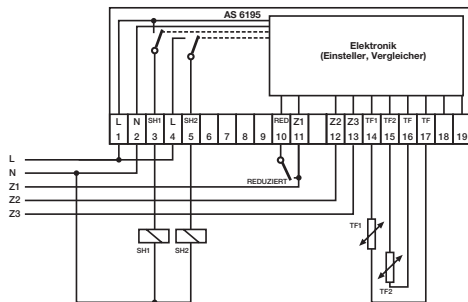 AS 6195
Elektronik
(Einsteller, Vergleicher)
L N SH1 L SH2 RED Z1 Z2 Z3 TF1 TF2 TF TF
1 2 3 4 5 6 7 8 9 10 11 12 13 14 15 16 17 18 19
L
N
Z1
REDUZIERT
Z2
Z3
TF1
SH1 SH2
TF2